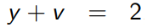 y + v = 2